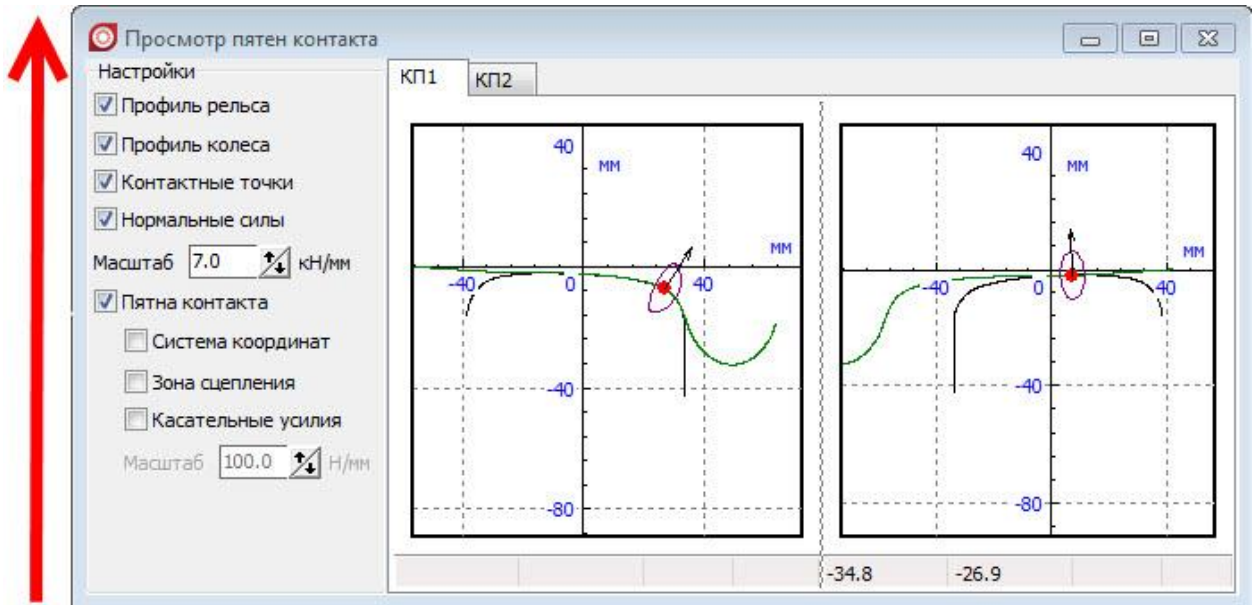 Просмотр пятен контакта
Настройки
Профиль рельса
Профиль колеса
Контактные точки
Нормальные силы
Масштаб 7.0 кН/мм
Пятна контакта
Система координат
Зона сцепления
Касательные усилия
Масштаб 100.0 Н/мм
КП1 КП2
40
мм
мм
-40 0 40
-40
-80
40
мм
мм
-40 0 40
-40
-80
-34.8 -26.9